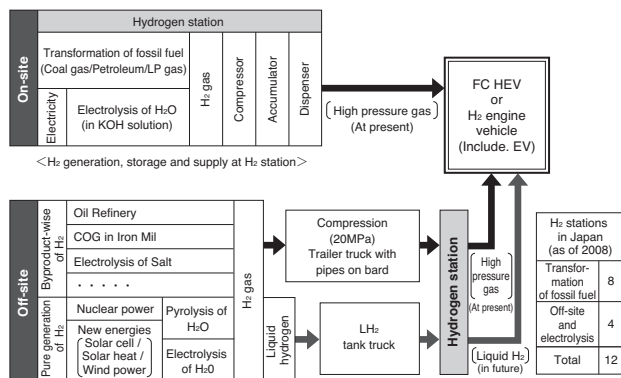 Hydrogen station
On-site
Transformation of fossil fuel
(Coal gas/Petroleum/LP gas)
Electricity
Electrolysis of H₂O
(in KOH solution)
H₂ gas
Compressor
Accumulator
Dispenser
<H₂ generation, storage and supply at H₂ station>
(High pressure gas)
(At present)
FC HEV
or
H₂ engine
vehicle
(Include. EV)
Off-site
Byproduct-wise
of H₂
Oil Refinery
COG in Iron Mil
Electrolysis of Salt
· · · · ·
Pure generation
of H₂
Nuclear power
New energies
(Solar cell /
Solar heat /
Wind power)
Pyrolysis of
H₂O
Electrolysis
of H20
H₂ gas
Liquid
hydrogen
Compression
(20MPa)
Trailer truck with
pipes on bard
LH₂
tank truck
Hydrogen station
(High
pressure
gas)
(At present)
(Liquid H₂)
(in future)
H₂ stations
in Japan
(as of 2008)
Transfor-
mation
of fossil fuel
8
Off-site
and
electrolysis
4
Total
12